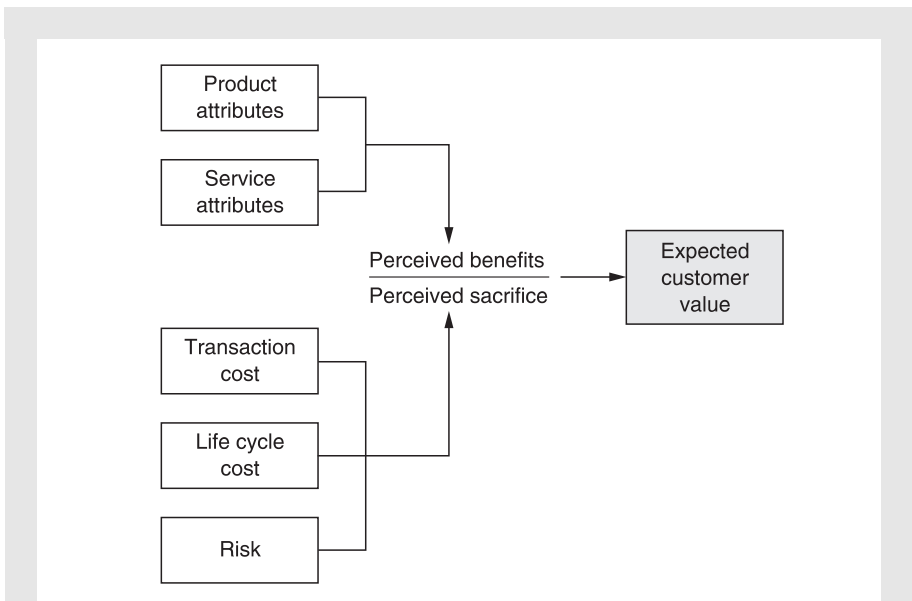 Product
attributes
Service
attributes
Perceived benefits
Perceived sacrifice
Expected
customer
value
Transaction
cost
Life cycle
cost
Risk